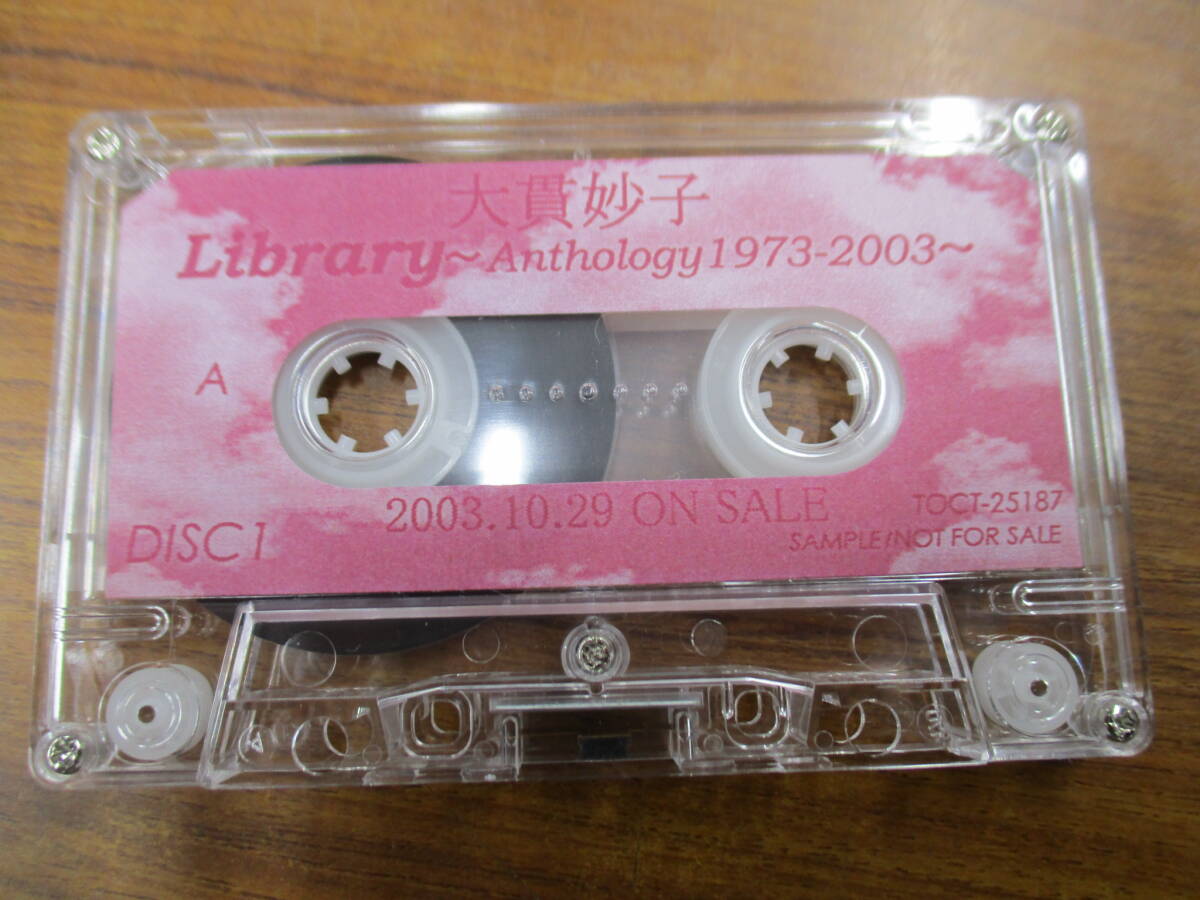 大貫妙子
Library~Anthology1973-2003~
A
2003.10.29 ON SALE
TOCT-25187
DISC1
SAMPLE/NOT FOR SALE